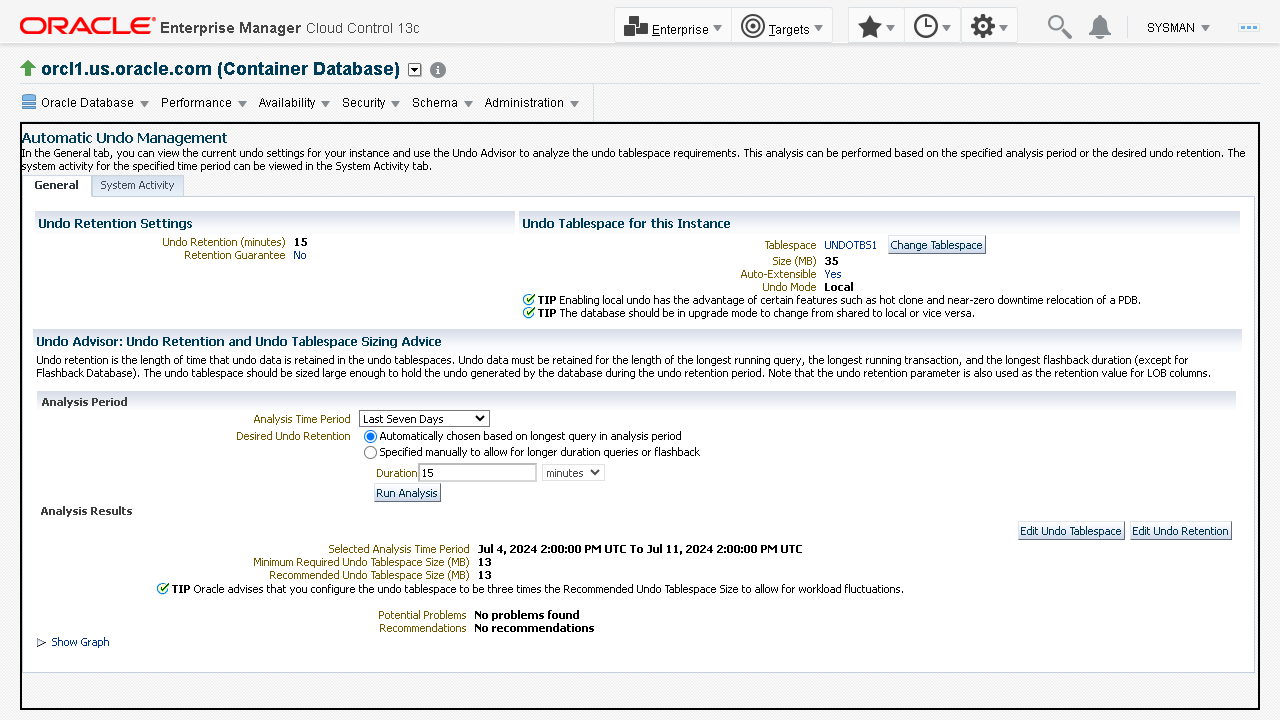 ORACLE® Enterprise Manager Cloud Control 13c
Enterprise
Targets
SYSMAN
orcl1.us.oracle.com (Container Database)
Oracle Database Performance Availability Security Schema Administration
Automatic Undo Management
In the General tab, you can view the current undo settings for your instance and use the Undo Advisor to analyze the undo tablespace requirements. This analysis can be performed based on the specified analysis period or the desired undo retention. The
system activity for the specified time period can be viewed in the System Activity tab.
General System Activity
Undo Retention Settings
Undo Retention (minutes) 15
Retention Guarantee No
Undo Tablespace for this Instance
Tablespace UNDOTBS1 Change Tablespace
Size (MB) 35
Auto-Extensible Yes
Undo Mode Local
TIP Enabling local undo has the advantage of certain features such as hot clone and near-zero downtime relocation of a PDB.
TIP The database should be in upgrade mode to change from shared to local or vice versa.
Undo Advisor: Undo Retention and Undo Tablespace Sizing Advice
Undo retention is the length of time that undo data is retained in the undo tablespaces. Undo data must be retained for the length of the longest running query, the longest running transaction, and the longest flashback duration (except for
Flashback Database). The undo tablespace should be sized large enough to hold the undo generated by the database during the undo retention period. Note that the undo retention parameter is also used as the retention value for LOB columns.
Analysis Period
Analysis Time Period Last Seven Days
Desired Undo Retention Automatically chosen based on longest query in analysis period
Specified manually to allow for longer duration queries or flashback
Duration 15 minutes
Run Analysis
Analysis Results
Edit Undo Tablespace Edit Undo Retention
Selected Analysis Time Period Jul 4, 2024 2:00:00 PM UTC To Jul 11, 2024 2:00:00 PM UTC
Minimum Required Undo Tablespace Size (MB) 13
Recommended Undo Tablespace Size (MB) 13
TIP Oracle advises that you configure the undo tablespace to be three times the Recommended Undo Tablespace Size to allow for workload fluctuations.
Potential Problems No problems found
Recommendations No recommendations
Show Graph